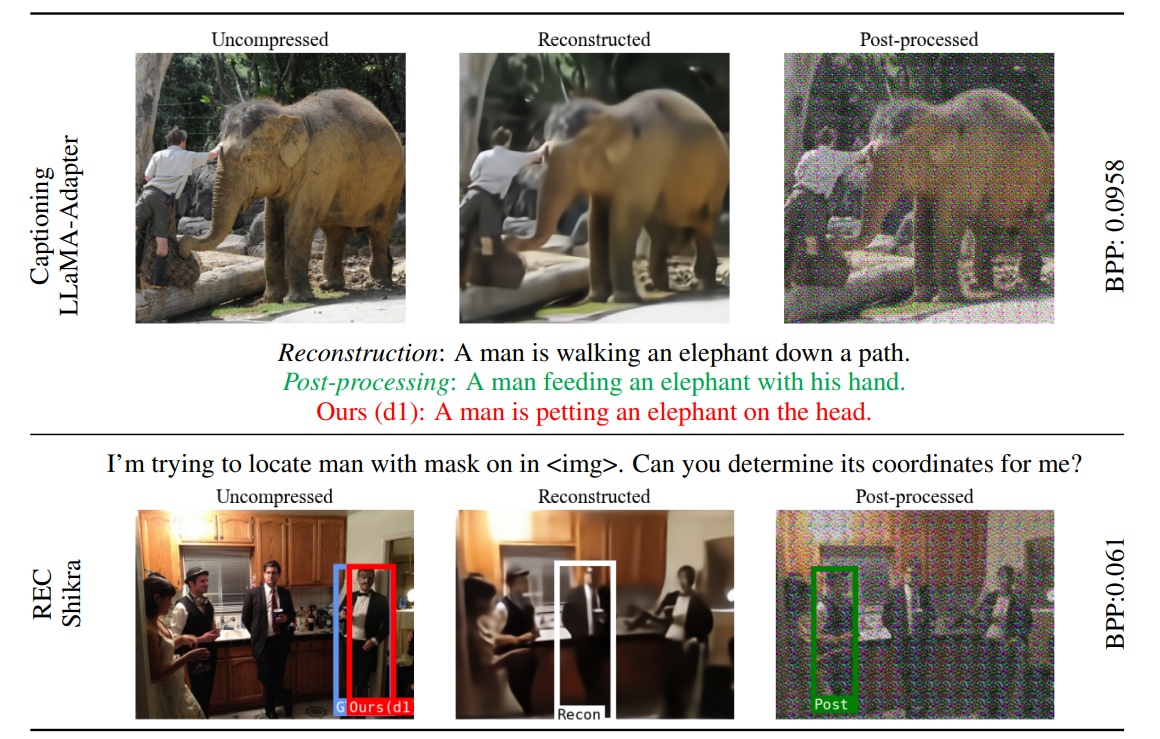 Uncompressed
Reconstructed
Post-processed
Captioning
LLaMA-Adapter
BPP: 0.0958
Reconstruction: A man is walking an elephant down a path.
Post-processing: A man feeding an elephant with his hand.
Ours (d1): A man is petting an elephant on the head.
I'm trying to locate man with mask on in <img>. Can you determine its coordinates for me?
Uncompressed
Reconstructed
Post-processed
REC
Shikra
G
Ours(d1
Recon
Post
BPP:0.061